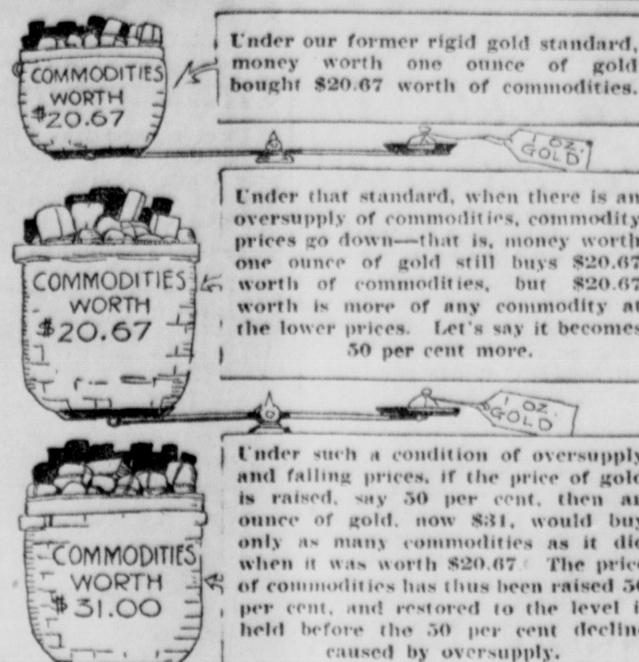 COMMODITIES
WORTH
$20.67
Under our former rigid gold standard,
money worth one ounce of gold
bought $20.67 worth of commodities.
1 OZ.
GOLD
COMMODITIES
WORTH
$20.67
Under that standard, when there is an
oversupply of commodities, commodity
prices go down—that is, money worth
one ounce of gold still buys $20.67
worth of commodities, but $20.67
worth is more of any commodity at
the lower prices. Let's say it becomes
50 per cent more.
1 OZ.
GOLD
COMMODITIES
WORTH
$31.00
Under such a condition of oversupply
and falling prices, if the price of gold
is raised, say 50 per cent, then an
ounce of gold, now $31, would buy
only as many commodities as it did
when it was worth $20.67. The price
of commodities has thus been raised 50
per cent, and restored to the level i
held before the 50 per cent decline
caused by oversupply.